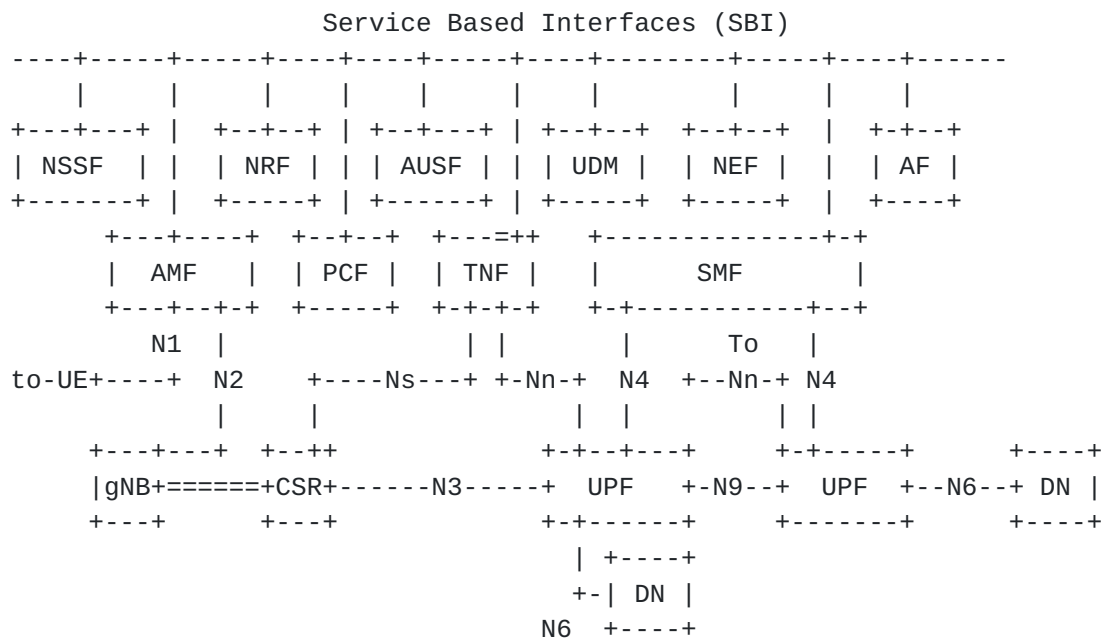 Service Based Interfaces (SBI)
----+-----+-----+----+----+-----+----+--------+-----+----+------
    |     |     |    |    |     |    |        |     |    |
+---+---+ |  +--+--+ | +--+---+ | +--+--+  +--+--+  |  +-+--+
| NSSF  | |  | NRF | | | AUSF | | | UDM |  | NEF |  |  | AF |
+-------+ |  +-----+ | +------+ | +-----+  +-----+  |  +----+
      +---+----+  +--+--+  +---=++   +--------------+-+
      |  AMF   |  | PCF |  | TNF |   |      SMF       |
      +---+--+-+  +-----+  +-+-+-+   +-+-----------+--+
         N1  |               | |       |      To   |
to-UE+----+  N2    +----Ns---+ +-Nn-+  N4   +--Nn-+ N4
             |     |                |  |         | |
     +---+---+  +--++             +-+--+---+     +-+-----+      +----+
     |gNB+======+CSR+------N3-----+  UPF   +-N9--+  UPF  +--N6--+ DN |
     +---+      +---+             +-+------+     +-------+      +----+
                                    | +----+
                                    +-| DN |
                                  N6  +----+